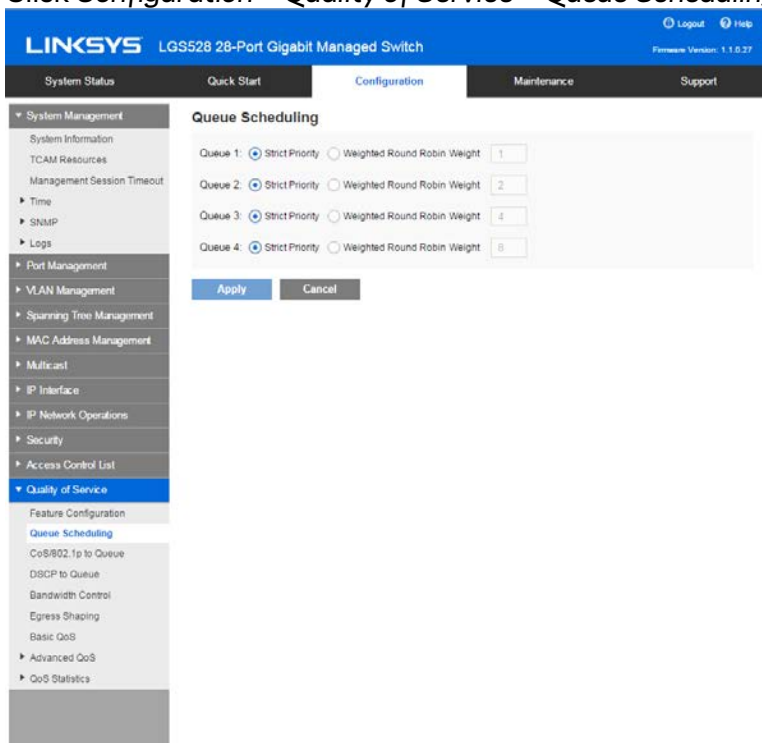 Click Configuration > Quality of Service > Queue Scheduling
Logout Help
LINKSYS LGS528 28-Port Gigabit Managed Switch
Firmware Version: 1.1.0.27
System Status Quick Start Configuration Maintenance Support
System Management
System Information
TCAM Resources
Management Session Timeout
Time
SNMP
Logs
Port Management
VLAN Management
Spanning Tree Management
MAC Address Management
Multicast
IP Interface
IP Network Operations
Security
Access Control List
Quality of Service
Feature Configuration
Queue Scheduling
CoS/802.1p to Queue
DSCP to Queue
Bandwidth Control
Egress Shaping
Basic QoS
Advanced QoS
QoS Statistics
Queue Scheduling
Queue 1: Strict Priority Weighted Round Robin Weight 1
Queue 2: Strict Priority Weighted Round Robin Weight 2
Queue 3: Strict Priority Weighted Round Robin Weight 4
Queue 4: Strict Priority Weighted Round Robin Weight 8
Apply Cancel